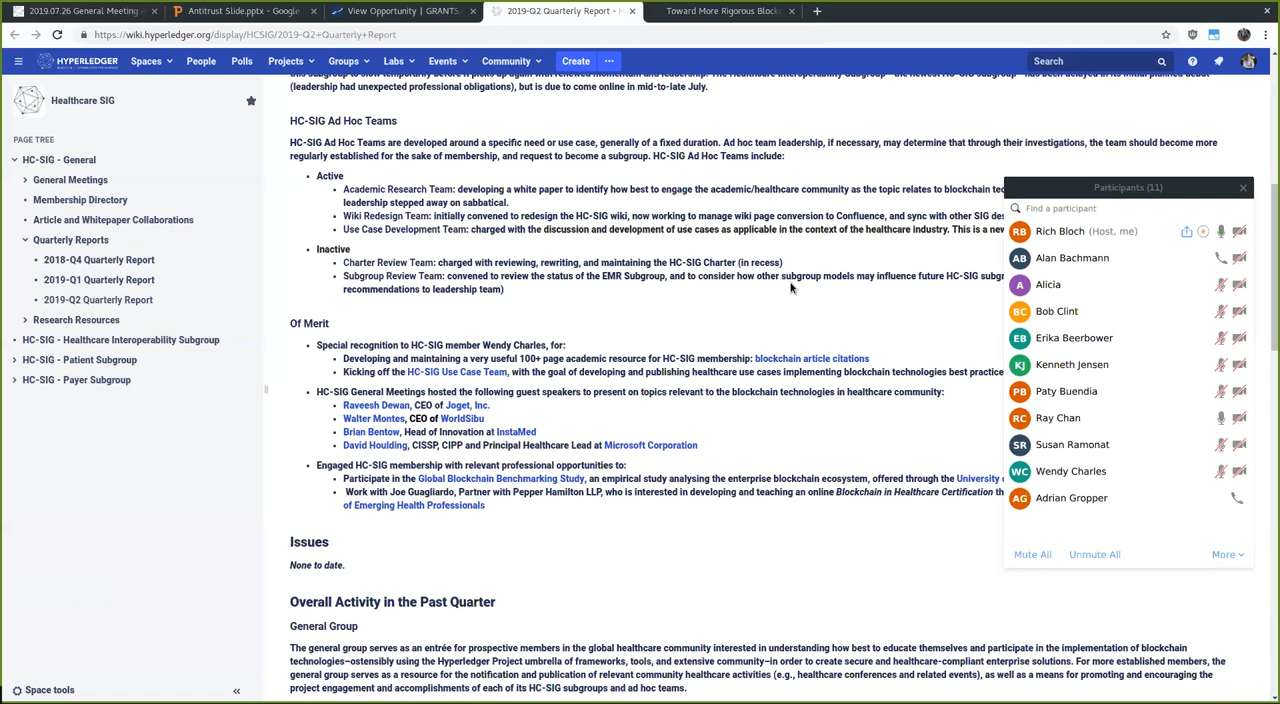 2019.07.26 General Meeting
Antitrust Slide.pptx - Google
View Opportunity | GRANTS
2019-Q2 Quarterly Report -
Toward More Rigorous Block
https://wiki.hyperledger.org/display/HCSIG/2019-Q2+Quarterly+Report
HYPERLEDGER
Spaces
People
Polls
Projects
Groups
Labs
Events
Community
Create
Search
Healthcare SIG
PAGE TREE
HC-SIG - General
General Meetings
Membership Directory
Article and Whitepaper Collaborations
Quarterly Reports
2018-Q4 Quarterly Report
2019-Q1 Quarterly Report
2019-Q2 Quarterly Report
Research Resources
HC-SIG - Healthcare Interoperability Subgroup
HC-SIG - Patient Subgroup
HC-SIG - Payer Subgroup
Space tools
(leadership had unexpected professional obligations), but is due to come online in mid-to-late July.
HC-SIG Ad Hoc Teams
HC-SIG Ad Hoc Teams are developed around a specific need or use case, generally of a fixed duration. Ad hoc team leadership, if necessary, may determine that through their investigations, the team should become more
regularly established for the sake of membership, and request to become a subgroup. HC-SIG Ad Hoc Teams include:
Active
Academic Research Team: developing a white paper to identify how best to engage the academic/healthcare community as the topic relates to blockchain tec
leadership stepped away on sabbatical.
Wiki Redesign Team: initially convened to redesign the HC-SIG wiki, now working to manage wiki page conversion to Confluence, and sync with other SIG des
Use Case Development Team: charged with the discussion and development of use cases as applicable in the context of the healthcare industry. This is a new
Inactive
Charter Review Team: charged with reviewing, rewriting, and maintaining the HC-SIG Charter (in recess)
Subgroup Review Team: convened to review the status of the EMR Subgroup, and to consider how other subgroup models may influence future HC-SIG subgr
recommendations to leadership team)
Of Merit
Special recognition to HC-SIG member Wendy Charles, for:
Developing and maintaining a very useful 100+ page academic resource for HC-SIG membership: blockchain article citations
Kicking off the HC-SIG Use Case Team, with the goal of developing and publishing healthcare use cases implementing blockchain technologies best practice
HC-SIG General Meetings hosted the following guest speakers to present on topics relevant to the blockchain technologies in healthcare community:
Raveesh Dewan, CEO of Joget, Inc.
Walter Montes, CEO of WorldSibu
Brian Bentow, Head of Innovation at InstaMed
David Houlding, CISSP, CIPP and Principal Healthcare Lead at Microsoft Corporation
Engaged HC-SIG membership with relevant professional opportunities to:
Participate in the Global Blockchain Benchmarking Study, an empirical study analysing the enterprise blockchain ecosystem, offered through the University o
Work with Joe Guagliardo, Partner with Pepper Hamilton LLP, who is interested in developing and teaching an online Blockchain in Healthcare Certification th
of Emerging Health Professionals
Issues
None to date.
Overall Activity in the Past Quarter
General Group
The general group serves as an entrée for prospective members in the global healthcare community interested in understanding how best to educate themselves and participate in the implementation of blockchain
technologies–ostensibly using the Hyperledger Project umbrella of frameworks, tools, and extensive community–in order to create secure and healthcare-compliant enterprise solutions. For more established members, the
general group serves as a resource for the notification and publication of relevant community healthcare activities (e.g., healthcare conferences and related events), as well as a means for promoting and encouraging the
project engagement and accomplishments of each of its HC-SIG subgroups and ad hoc teams.
Participants (11)
Find a participant
RB Rich Bloch (Host, me)
AB Alan Bachmann
A Alicia
BC Bob Clint
EB Erika Beerbower
KJ Kenneth Jensen
PB Paty Buendia
RC Ray Chan
SR Susan Ramonat
WC Wendy Charles
AG Adrian Gropper
Mute All
Unmute All
More